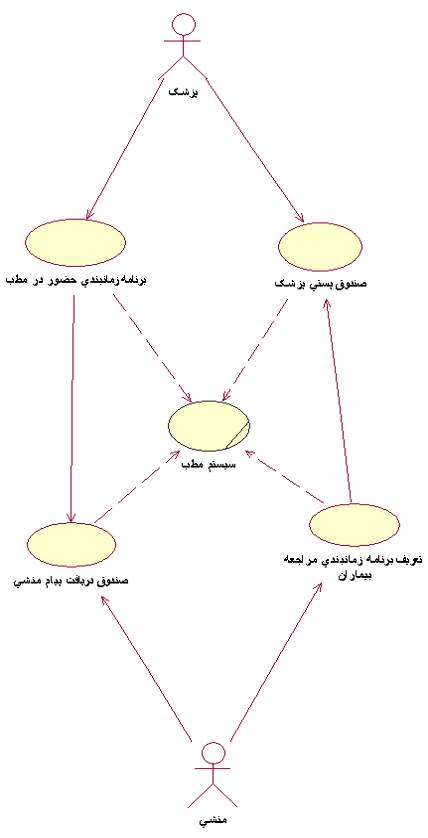 پزشک
برنامه زمانبندي حضور در مطب
صندوق پستي پزشک
سيستم مطب
صندوق دريافت پيام منشي
تعريف برنامه زمانبندي مراجعه
بيماران
منشي